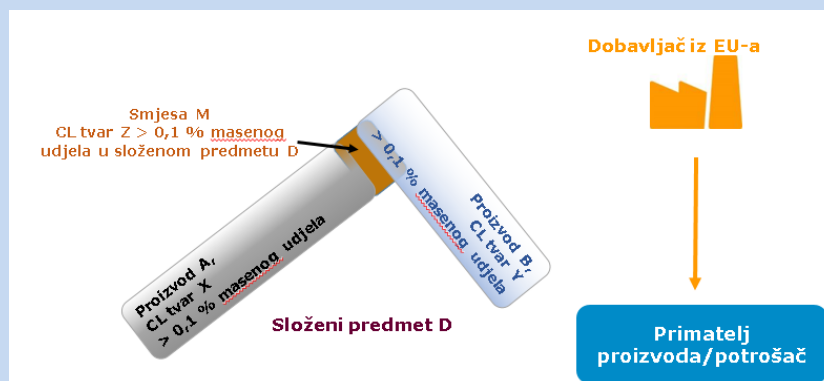 Dobavljač iz EU-a
Smjesa M
CL tvar Z > 0,1 % masenog
udjela u složenom predmetu D
Proizvod A,
CL tvar X
> 0,1 % masenog udjela
Proizvod B,
CL tvar Y
> 0,1 % masenog udjela
Složeni predmet D
Primatelj
proizvoda/potrošač